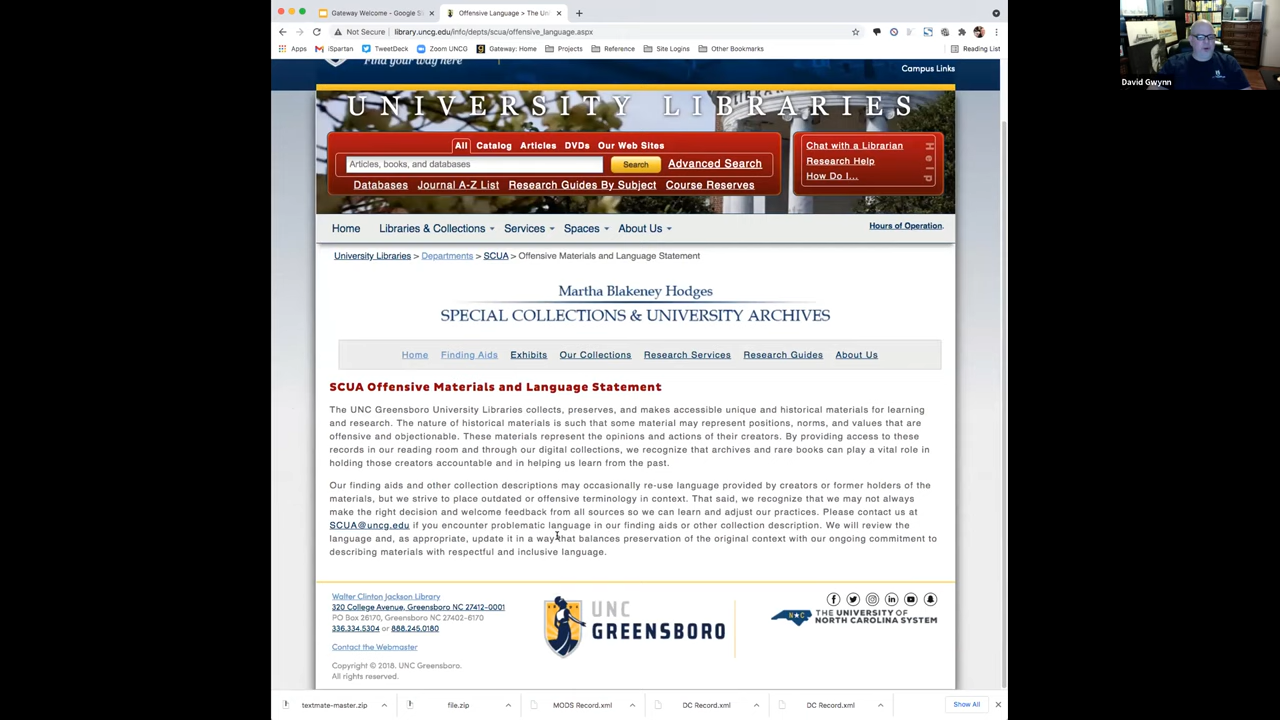 Gateway Welcome - Google S
Offensive Language > The Un
Not Secure
library.uncg.edu/info/depts/scua/offensive_language.aspx
Apps iSpartan TweetDeck Zoom UNCG Gateway: Home Projects Reference Site Logins Other Bookmarks Reading List
David Gwynn
Find your way here
Campus Links
UNIVERSITY LIBRARIES
All Catalog Articles DVDs Our Web Sites
Articles, books, and databases Search Advanced Search
Databases Journal A-Z List Research Guides By Subject Course Reserves
Chat with a Librarian
Research Help
How Do I...
Help
Home Libraries & Collections Services Spaces About Us
Hours of Operation.
University Libraries > Departments > SCUA > Offensive Materials and Language Statement
Martha Blakeney Hodges
SPECIAL COLLECTIONS & UNIVERSITY ARCHIVES
Home Finding Aids Exhibits Our Collections Research Services Research Guides About Us
SCUA Offensive Materials and Language Statement
The UNC Greensboro University Libraries collects, preserves, and makes accessible unique and historical materials for learning
and research. The nature of historical materials is such that some material may represent positions, norms, and values that are
offensive and objectionable. These materials represent the opinions and actions of their creators. By providing access to these
records in our reading room and through our digital collections, we recognize that archives and rare books can play a vital role in
holding those creators accountable and in helping us learn from the past.
Our finding aids and other collection descriptions may occasionally re-use language provided by creators or former holders of the
materials, but we strive to place outdated or offensive terminology in context. That said, we recognize that we may not always
make the right decision and welcome feedback from all sources so we can learn and adjust our practices. Please contact us at
SCUA@uncg.edu if you encounter problematic language in our finding aids or other collection description. We will review the
language and, as appropriate, update it in a way that balances preservation of the original context with our ongoing commitment to
describing materials with respectful and inclusive language.
Walter Clinton Jackson Library
320 College Avenue, Greensboro NC 27412-0001
PO Box 26170, Greensboro NC 27402-6170
336.334.5304 or 888.245.0180
Contact the Webmaster
Copyright © 2018. UNC Greensboro.
All rights reserved.
UNC
GREENSBORO
THE UNIVERSITY OF
NORTH CAROLINA SYSTEM
textmate-master.zip file.zip MODS Record.xml DC Record.xml DC Record.xml Show All